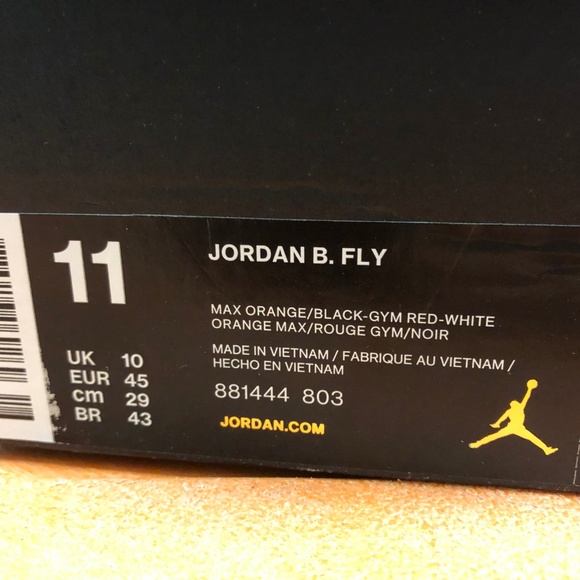 11
JORDAN B. FLY
MAX ORANGE/BLACK-GYM RED-WHITE
ORANGE MAX/ROUGE GYM/NOIR
MADE IN VIETNAM / FABRIQUE AU VIETNAM /
HECHO EN VIETNAM
881444 803
JORDAN.COM
UK 10
EUR 45
cm 29
BR 43